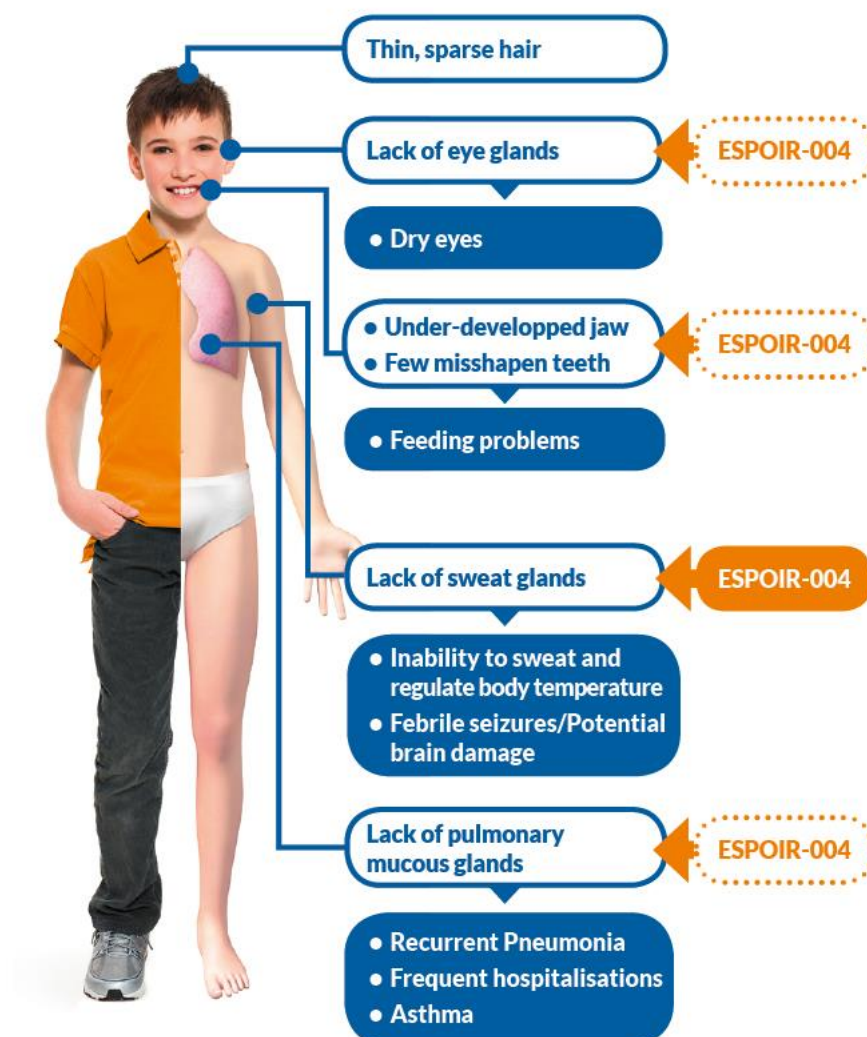 Thin, sparse hair
Lack of eye glands
ESPOIR-004
● Dry eyes
● Under-developped jaw
● Few misshapen teeth
ESPOIR-004
● Feeding problems
Lack of sweat glands
ESPOIR-004
● Inability to sweat and
regulate body temperature
● Febrile seizures/Potential
brain damage
Lack of pulmonary
mucous glands
ESPOIR-004
● Recurrent Pneumonia
● Frequent hospitalisations
● Asthma